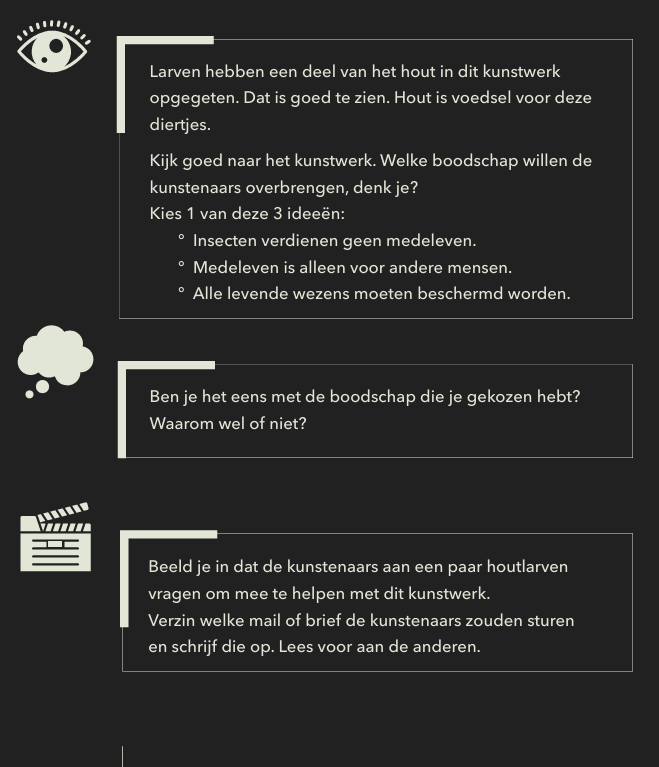 Larven hebben een deel van het hout in dit kunstwerk
opgegeten. Dat is goed te zien. Hout is voedsel voor deze
diertjes.
Kijk goed naar het kunstwerk. Welke boodschap willen de
kunstenaars overbrengen, denk je?
Kies 1 van deze 3 ideeën:
° Insecten verdienen geen medeleven.
° Medeleven is alleen voor andere mensen.
° Alle levende wezens moeten beschermd worden.
Ben je het eens met de boodschap die je gekozen hebt?
Waarom wel of niet?
Beeld je in dat de kunstenaars aan een paar houtlarven
vragen om mee te helpen met dit kunstwerk.
Verzin welke mail of brief de kunstenaars zouden sturen
en schrijf die op. Lees voor aan de anderen.